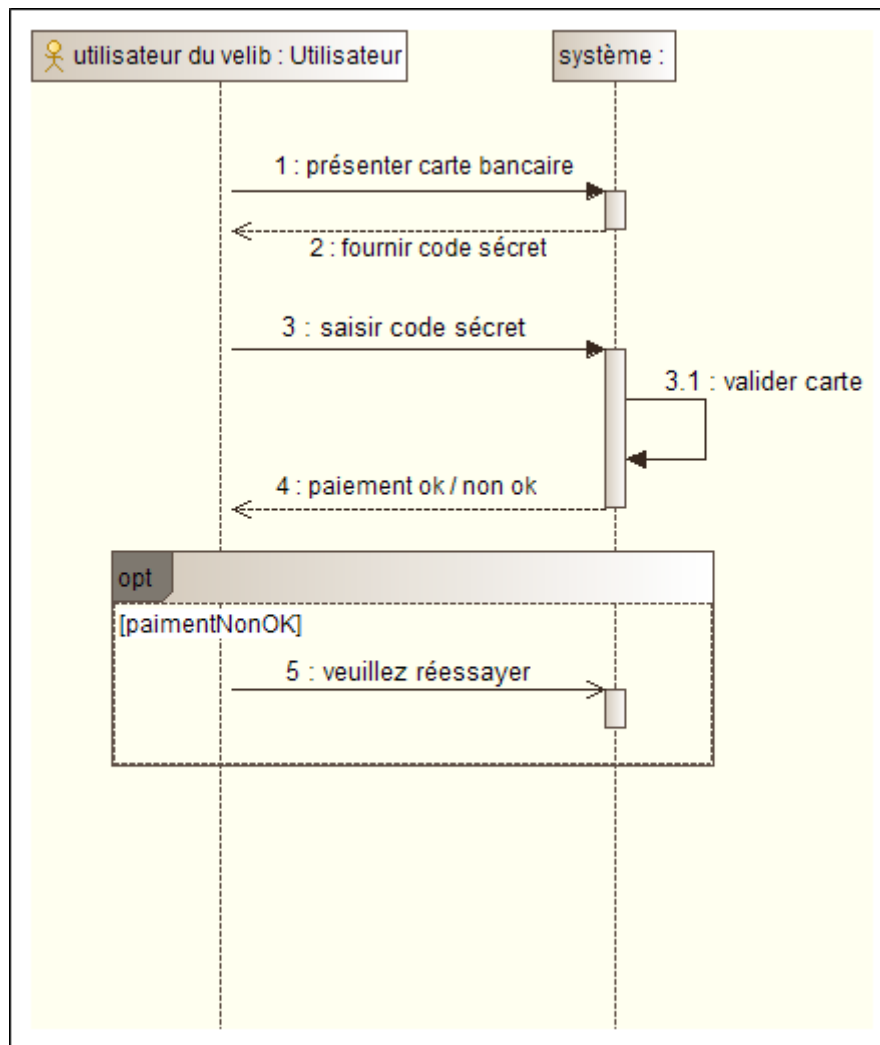 utilisateur du velib : Utilisateur
système :
1 : présenter carte bancaire
2 : fournir code sécret
3 : saisir code sécret
3.1 : valider carte
4 : paiement ok / non ok
opt
[paimentNonOK]
5 : veuillez réessayer